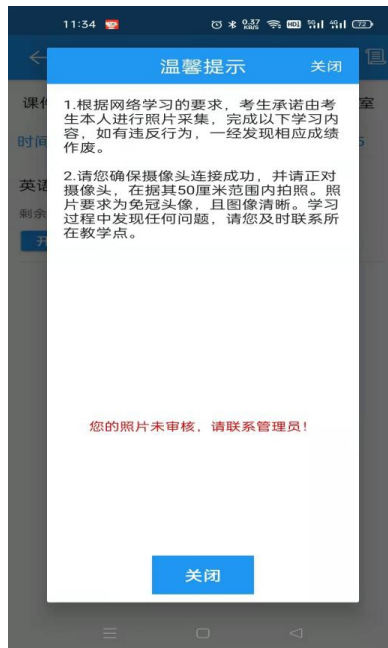 11:34
0.37
KB/S
HD
5G
4G
72
温馨提示
关闭
课件
室
时间
5
1.根据网络学习的要求，考生承诺由考
生本人进行照片采集，完成以下学习内
容，如有违反行为，一经发现相应成绩
作废。
2.请您确保摄像头连接成功，并请正对
摄像头，在据其50厘米范围内拍照。照
片要求为免冠头像，且图像清晰。学习
过程中发现任何问题，请您及时联系所
在教学点。
英语
剩余
开
您的照片未审核，请联系管理员！
关闭